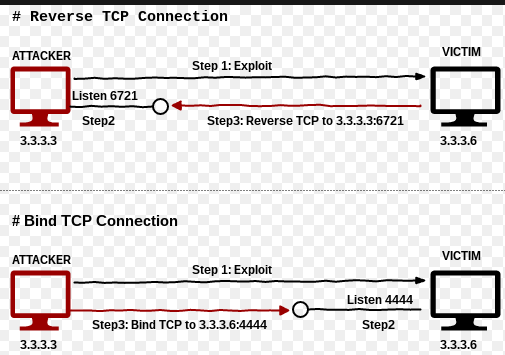 # Reverse TCP Connection
ATTACKER
VICTIM
Step 1: Exploit
Listen 6721
Step2
Step3: Reverse TCP to 3.3.3.3:6721
3.3.3.3
3.3.3.6
# Bind TCP Connection
ATTACKER
VICTIM
Step 1: Exploit
Listen 4444
Step3: Bind TCP to 3.3.3.6:4444
Step2
3.3.3.3
3.3.3.6